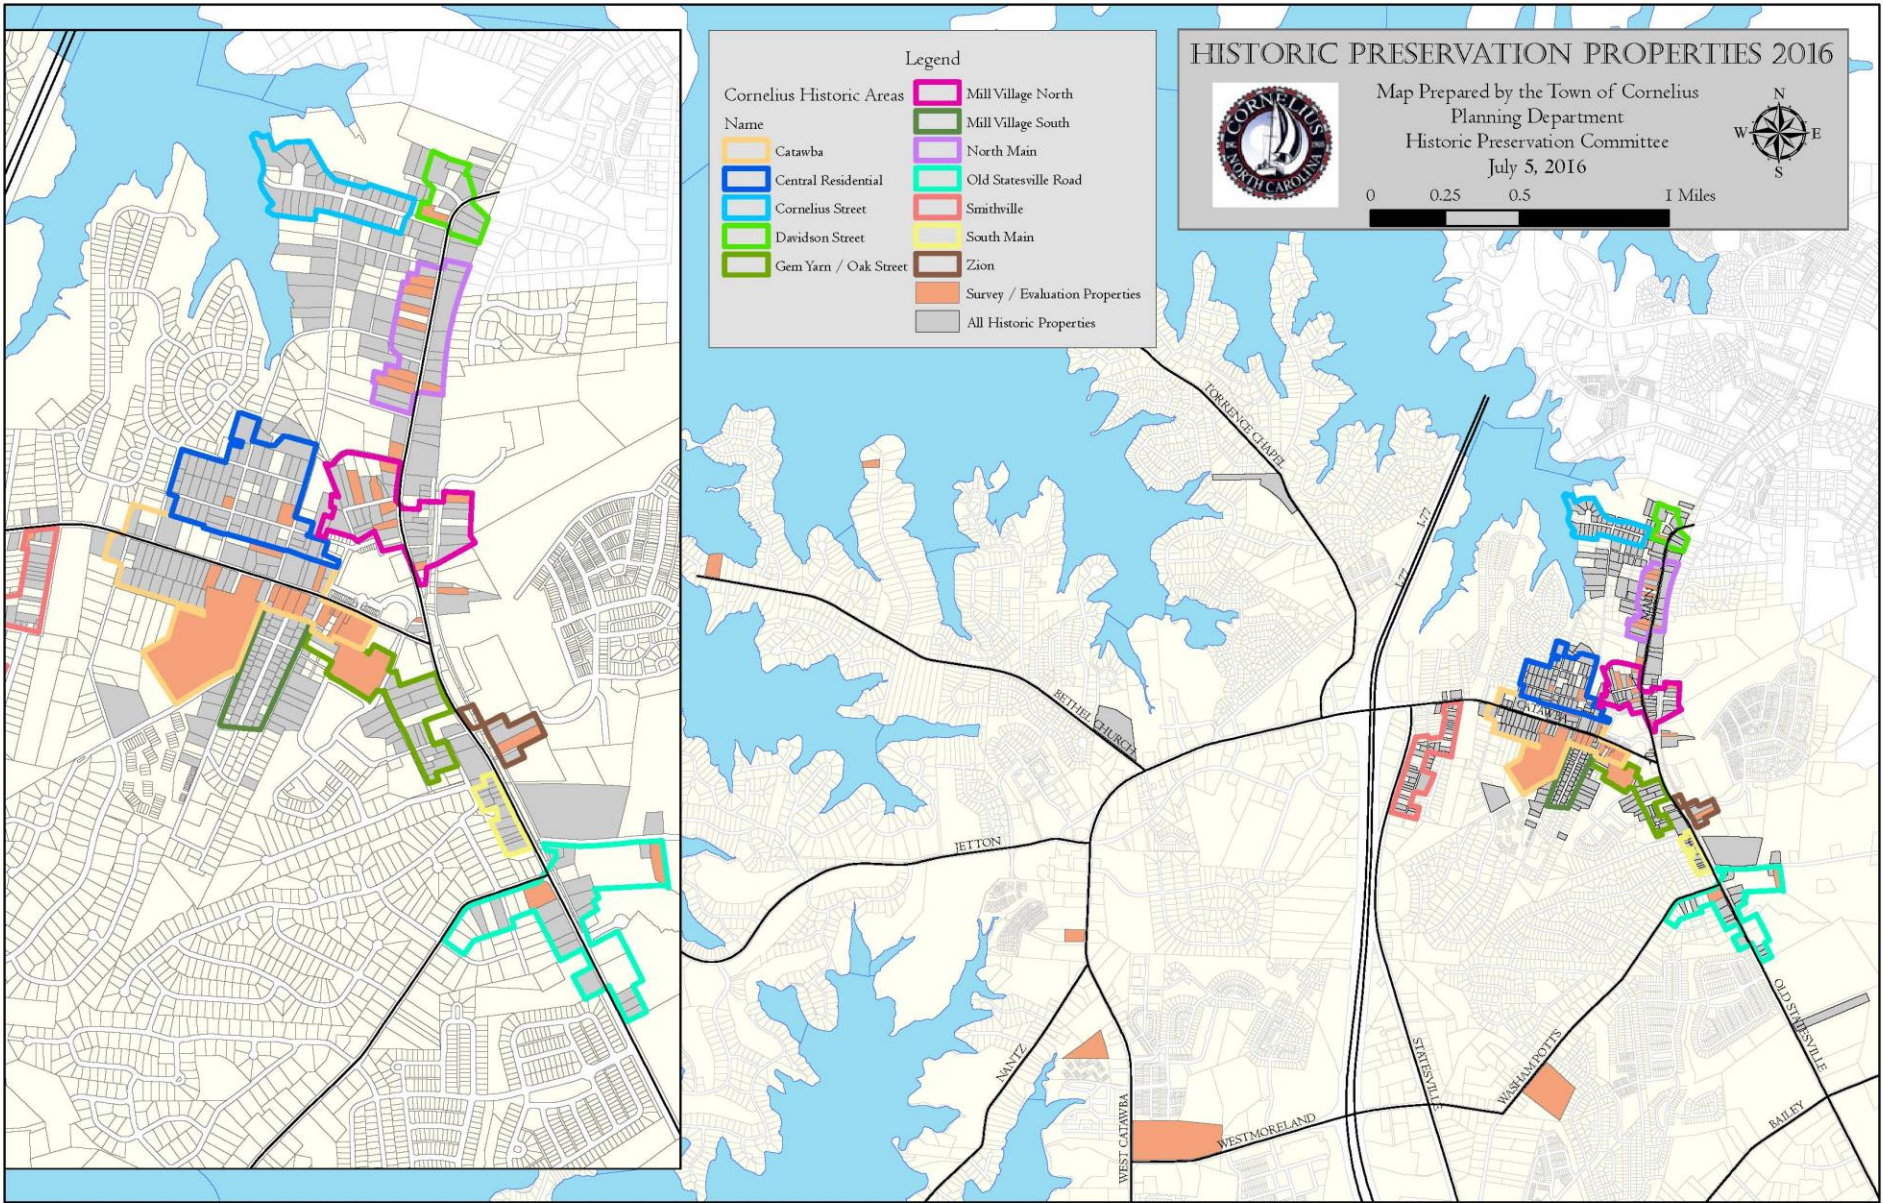 HISTORIC PRESERVATION PROPERTIES 2016
Map Prepared by the Town of Cornelius
Planning Department
Historic Preservation Committee
July 5, 2016
0 0.25 0.5 1 Miles
N
W E
S
CORNELIUS
NORTH CAROLINA
Legend
Cornelius Historic Areas
Name
Catawba
Central Residential
Cornelius Street
Davidson Street
Gem Yarn / Oak Street
Mill Village North
Mill Village South
North Main
Old Statesville Road
Smithville
South Main
Zion
Survey / Evaluation Properties
All Historic Properties
TORRENCE CHAPEL
I-77
I-77
MAIN
CATAWBA
BETHEL CHURCH
JETTON
NANTZ
WEST CATAWBA
WESTMORELAND
STATESVILLE
WASHAM POTTS
OLD STATESVILLE
BAILEY